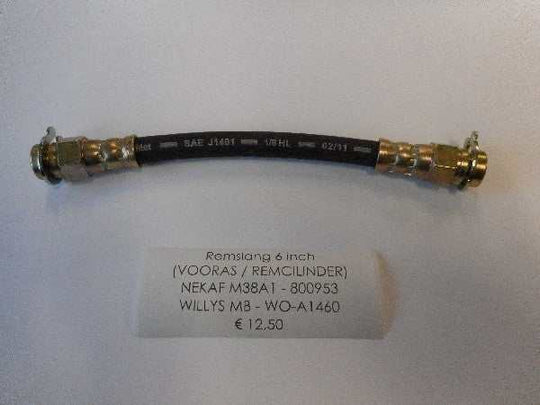 SAE J1401 1/8 HL 02/11
Remslang 6 inch
(VOORAS / REMCILINDER)
NEKAF M38A1 - 800953
WILLYS MB - WO-A1460
€ 12,50